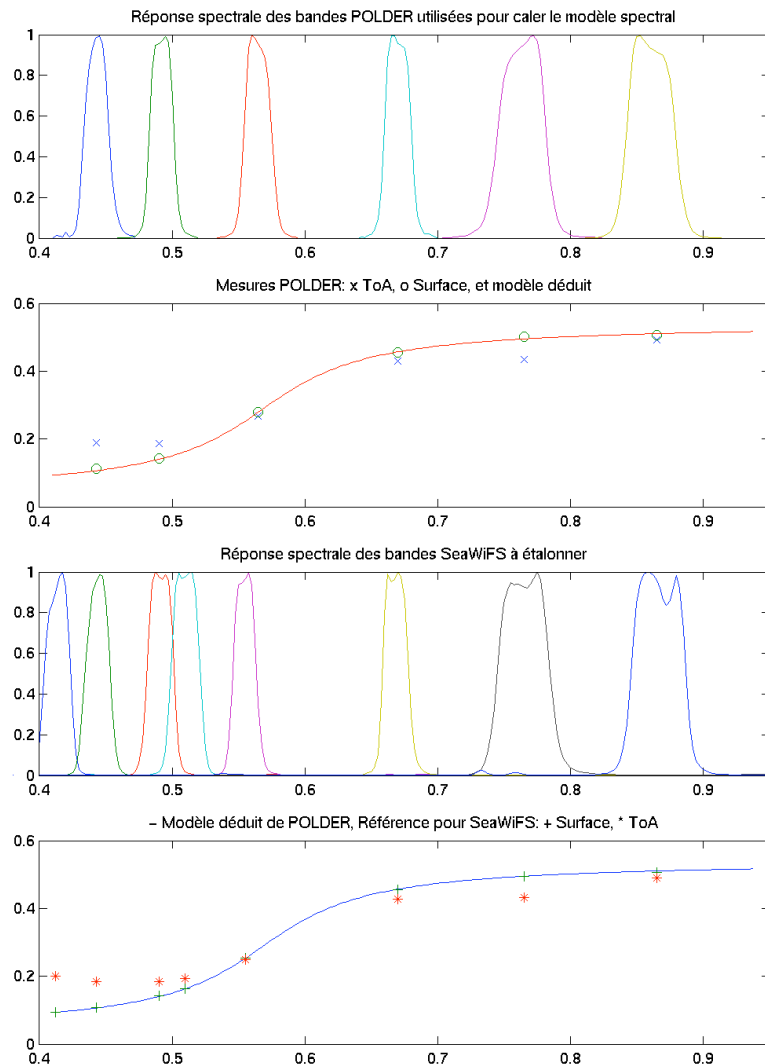 Réponse spectrale des bandes POLDER utilisées pour caler le modèle spectral
1
0.8
0.6
0.4
0.2
0
0.4 0.5 0.6 0.7 0.8 0.9
Mesures POLDER: x ToA, o Surface, et modèle déduit
0.6
0.4
0.2
0
0.4 0.5 0.6 0.7 0.8 0.9
Réponse spectrale des bandes SeaWiFS à étalonner
1
0.8
0.6
0.4
0.2
0
0.4 0.5 0.6 0.7 0.8 0.9
– Modèle déduit de POLDER, Référence pour SeaWiFS: + Surface, * ToA
0.6
0.4
0.2
0
0.4 0.5 0.6 0.7 0.8 0.9